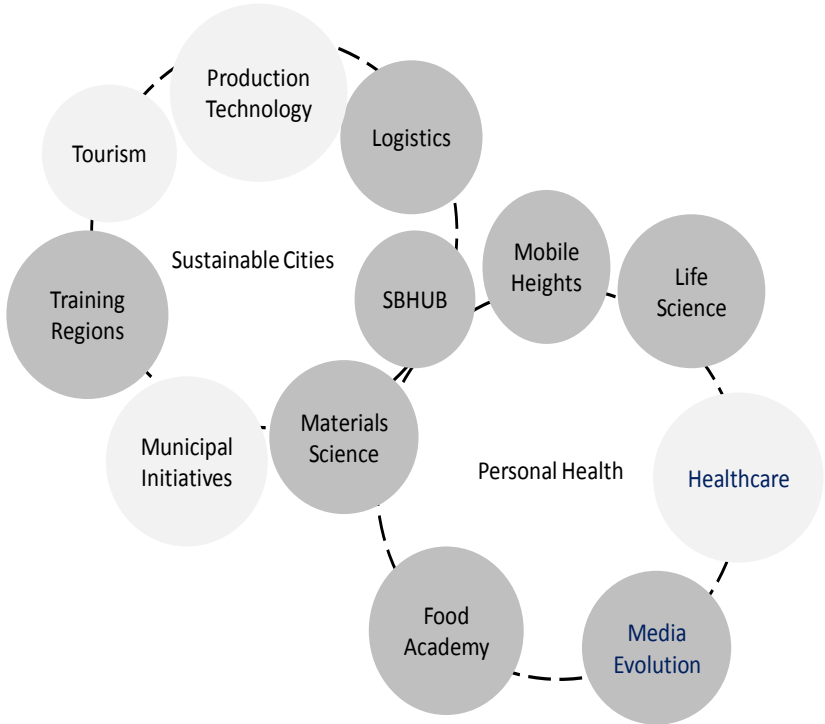 Production
Technology
Logistics
Tourism
Sustainable Cities
Mobile
Heights
Life
Science
SBHUB
Training
Regions
Materials
Science
Municipal
Initiatives
Personal Health
Healthcare
Food
Academy
Media
Evolution